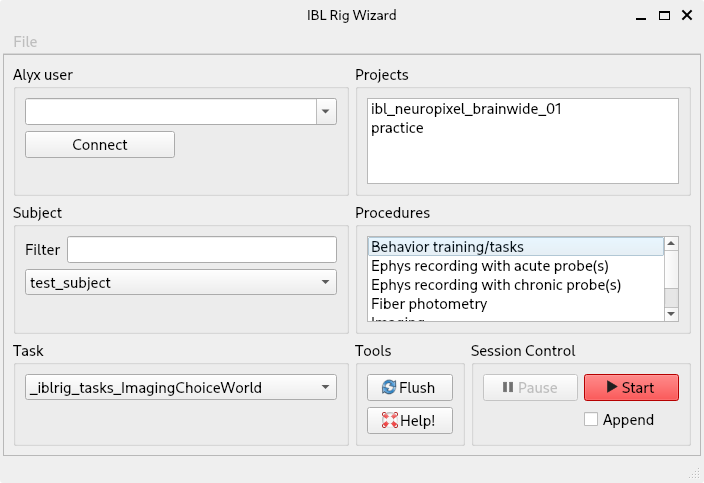 IBL Rig Wizard
File
Alyx user
Connect
Projects
ibl_neuropixel_brainwide_01
practice
Subject
Filter
test_subject
Procedures
Behavior training/tasks
Ephys recording with acute probe(s)
Ephys recording with chronic probe(s)
Fiber photometry
Imaging
Task
_iblrig_tasks_ImagingChoiceWorld
Tools
Flush
Help!
Session Control
Pause
Start
Append